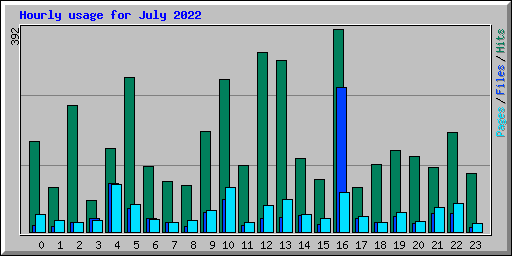 Hourly usage for July 2022
392
Pages / Files / Hits
0 1 2 3 4 5 6 7 8 9 10 11 12 13 14 15 16 17 18 19 20 21 22 23